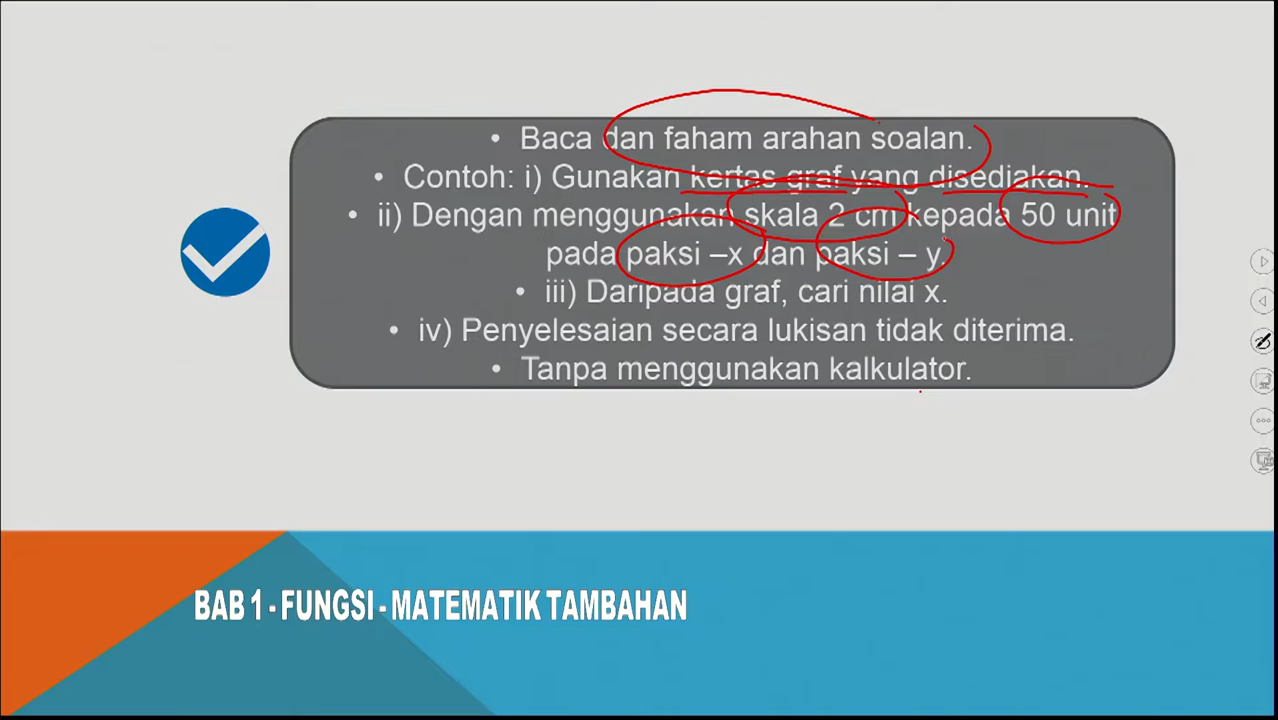 • Baca dan faham arahan soalan.
• Contoh: i) Gunakan kertas graf yang disediakan.
• ii) Dengan menggunakan skala 2 cm kepada 50 unit
pada paksi –x dan paksi – y.
• iii) Daripada graf, cari nilai x.
• iv) Penyelesaian secara lukisan tidak diterima.
• Tanpa menggunakan kalkulator.
BAB 1 - FUNGSI - MATEMATIK TAMBAHAN